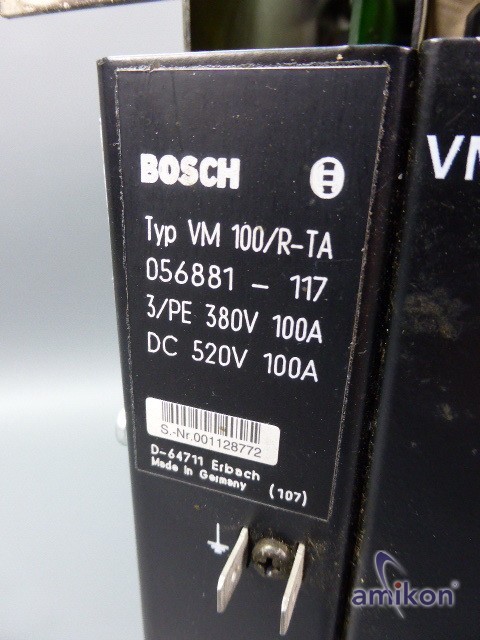 BOSCH
Typ VM 100/R-TA
056881 - 117
3/PE 380V 100A
DC 520V 100A
S.-Nr.001128772
D-64711 Erbach
Made in Germany (107)
VM
amikon